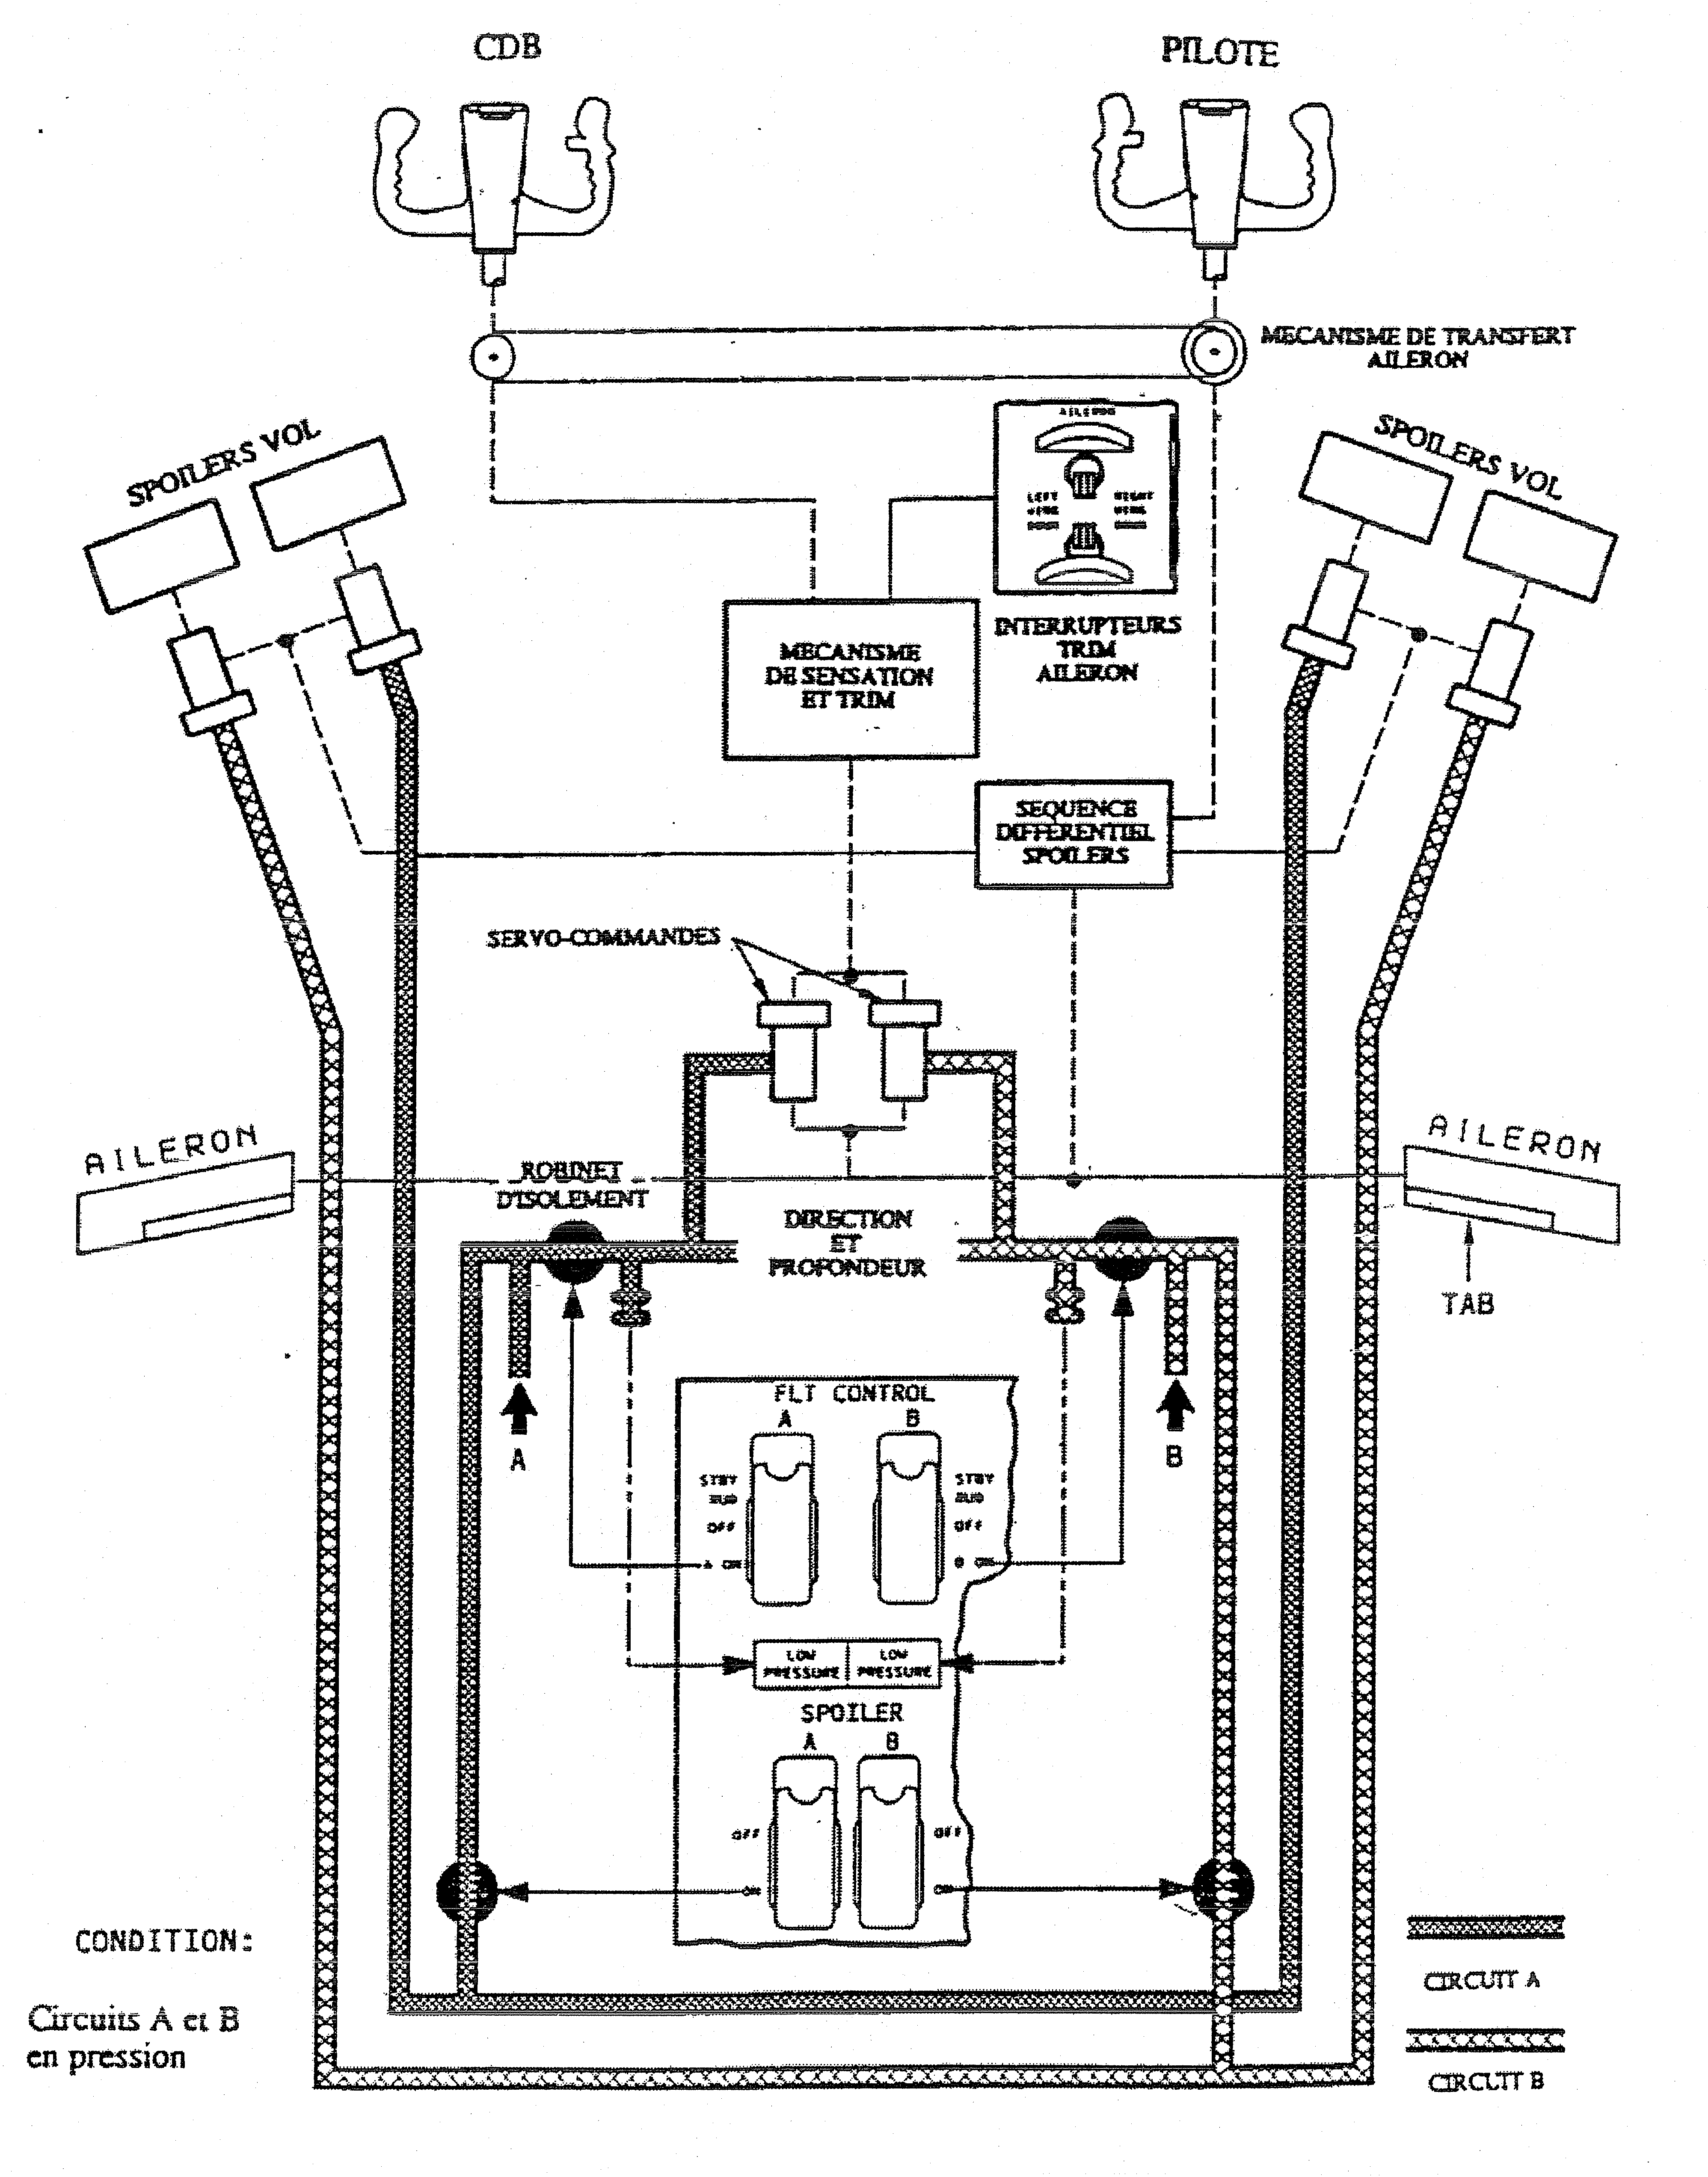 CDB
PILOTE
MECANISME DE TRANSFERT
AILERON
AILERON
LEFT
WING
DOWN
RIGHT
WING
DOWN
INTERRUPTEURS
TRIM
AILERON
SPOILERS VOL
SPOILERS VOL
MECANISME
DE SENSATION
ET TRIM
SEQUENCE
DIFFERENTIEL
SPOILERS
SERVO-COMMANDES
AILERON
AILERON
TAB
ROBINET
D'ISOLEMENT
DIRECTION
ET
PROFONDEUR
A
B
FLT CONTROL
A
B
STBY
RUD
OFF
A ON
STBY
RUD
OFF
B ON
LOW
PRESSURE
LOW
PRESSURE
SPOILER
A
B
OFF
OFF
ON
ON
CONDITION:
Circuits A et B
en pression
CIRCUIT A
CIRCUIT B